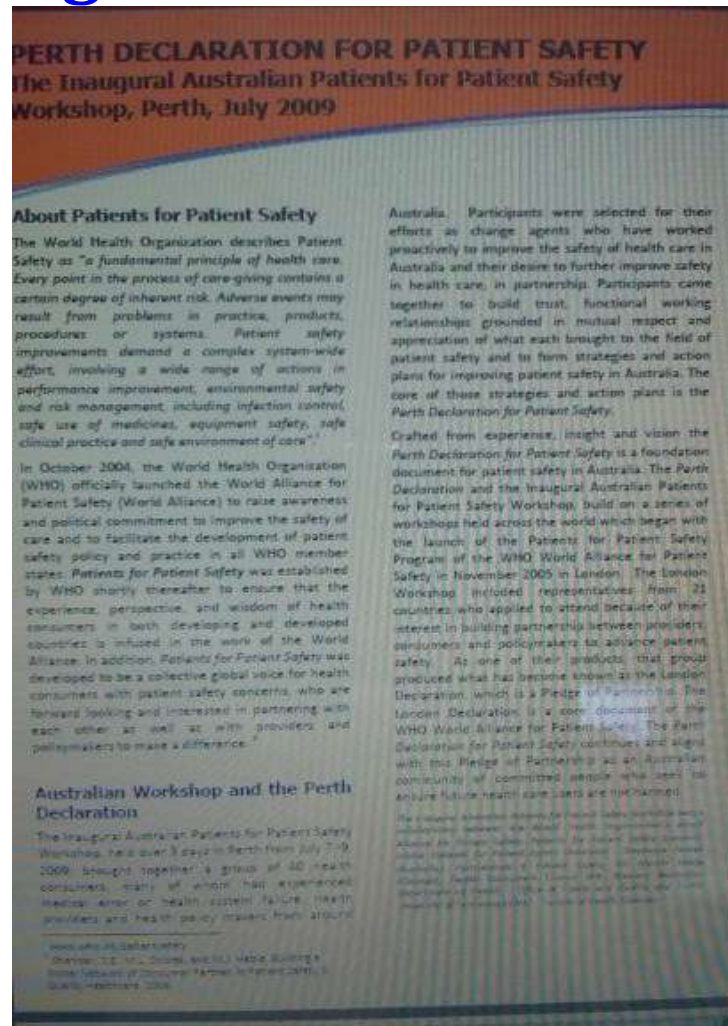 PERTH DECLARATION FOR PATIENT SAFETY
The Inaugural Australian Patients for Patient Safety
Workshop, Perth, July 2009
About Patients for Patient Safety
The World Health Organization describes Patient
Safety as "a fundamental principle of health care.
Every point in the process of care-giving contains a
certain degree of inherent risk. Adverse events may
result from problems in practice, products,
procedures or systems. Patient safety
improvements demand a complex system-wide
effort, involving a wide range of actions in
performance improvement, environmental safety
and risk management, including infection control,
safe use of medicines, equipment safety, safe
clinical practice and safe environment of care"
In October 2004, the World Health Organization
(WHO) officially launched the World Alliance for
Patient Safety (World Alliance) to raise awareness
and political commitment to improve the safety of
care and to facilitate the development of patient
safety policy and practice in all WHO member
states. Patients for Patient Safety was established
by WHO shortly thereafter to ensure that the
experience, perspective, and wisdom of health
consumers in both developing and developed
countries is infused in the work of the World
Alliance. In addition, Patients for Patient Safety was
developed to be a collective global voice for health
consumers with patient safety concerns, who are
forward looking and interested in partnering with
each other as well as with providers and
policymakers to make a difference.
Australian Workshop and the Perth
Declaration
The Inaugural Australian Patients for Patient Safety
Workshop, held over 3 days in Perth from July 7-9,
2009, brought together a group of 40 health
consumers, many of whom had experienced
medical error or health system failure, health
providers and health policy makers from around
Australia. Participants were selected for their
efforts as change agents who have worked
proactively to improve the safety of health care in
Australia and their desire to further improve safety
in health care, in partnership. Participants came
together to build trust, functional working
relationships grounded in mutual respect and
appreciation of what each brought to the field of
patient safety and to form strategies and action
plans for improving patient safety in Australia. The
core of those strategies and action plans is the
Perth Declaration for Patient Safety.
Crafted from experience, insight and vision the
Perth Declaration for Patient Safety is a foundation
document for patient safety in Australia. The Perth
Declaration and the Inaugural Australian Patients
for Patient Safety Workshop, build on a series of
workshops held across the world which began with
the launch of the Patients for Patient Safety
Program of the WHO World Alliance for Patient
Safety in November 2005 in London. The London
Workshop included representatives from 21
countries who applied to attend because of their
interest in building partnership between providers,
consumers and policymakers to advance patient
safety. As one of their products, that group
produced what has become known as the London
Declaration, which is a Pledge of Partnership. The
London Declaration is a core document of the
WHO World Alliance for Patient Safety. The Perth
Declaration for Patient Safety continues and aligns
with this Pledge of Partnership as an Australian
community of committed people who seek to
ensure future health care users are not harmed.